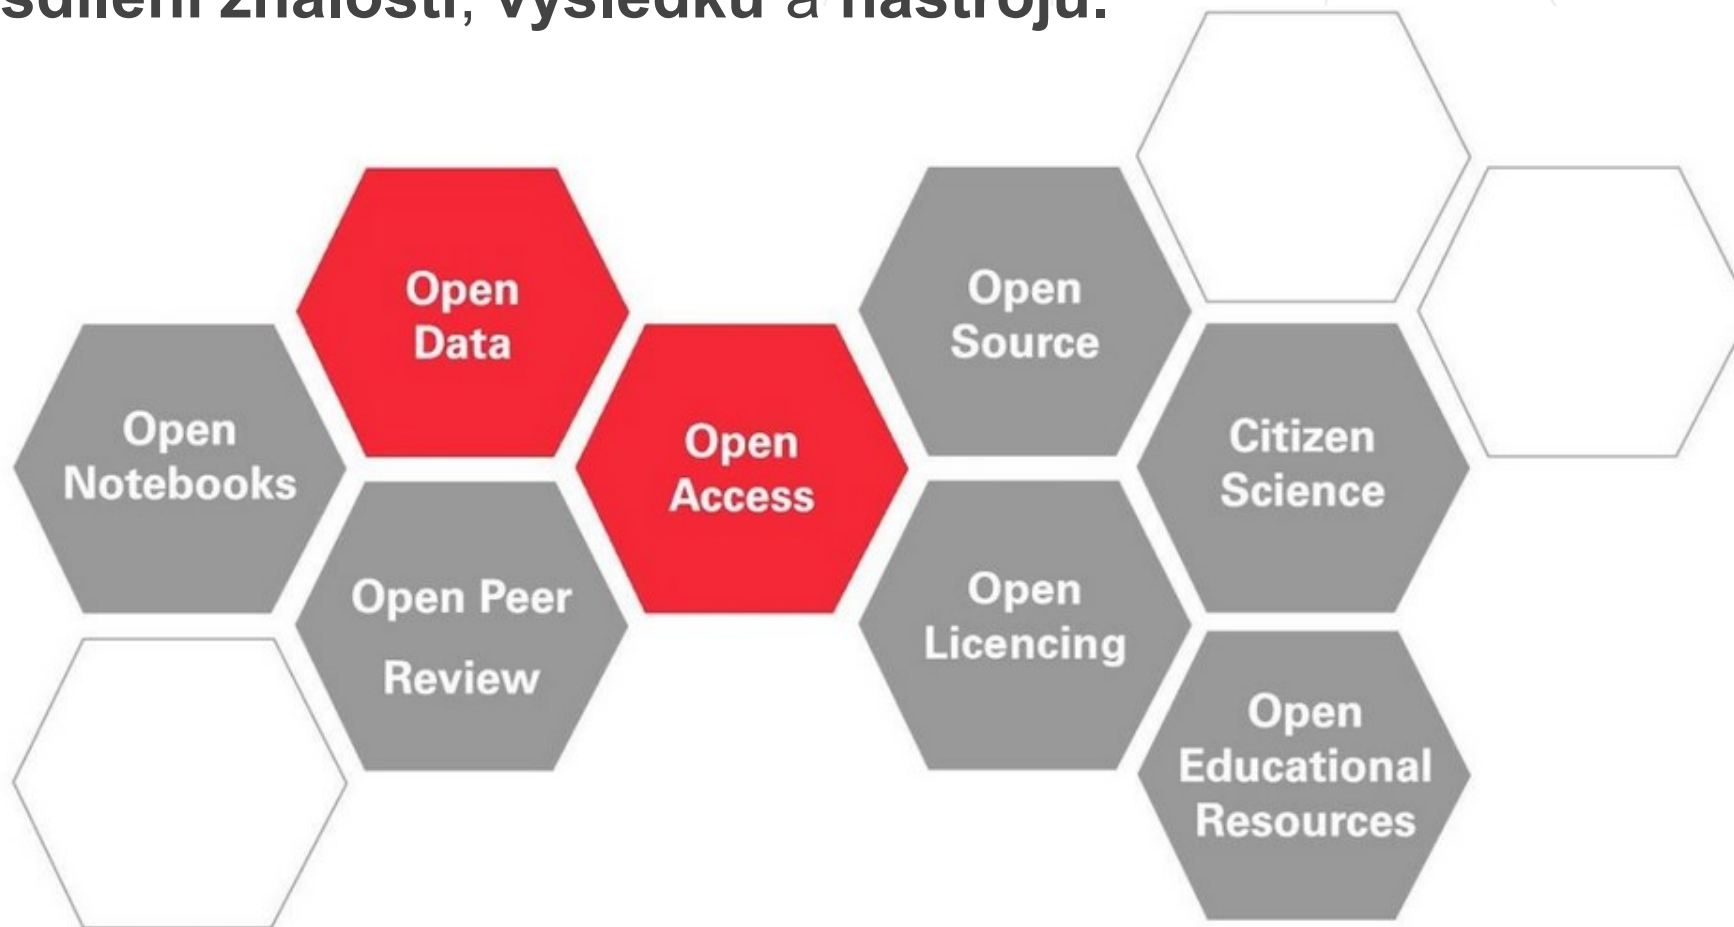 sdílení znalostí, výsledků a nástrojů.
Open
Data
Open
Source
Open
Notebooks
Open
Access
Citizen
Science
Open Peer
Review
Open
Licencing
Open
Educational
Resources